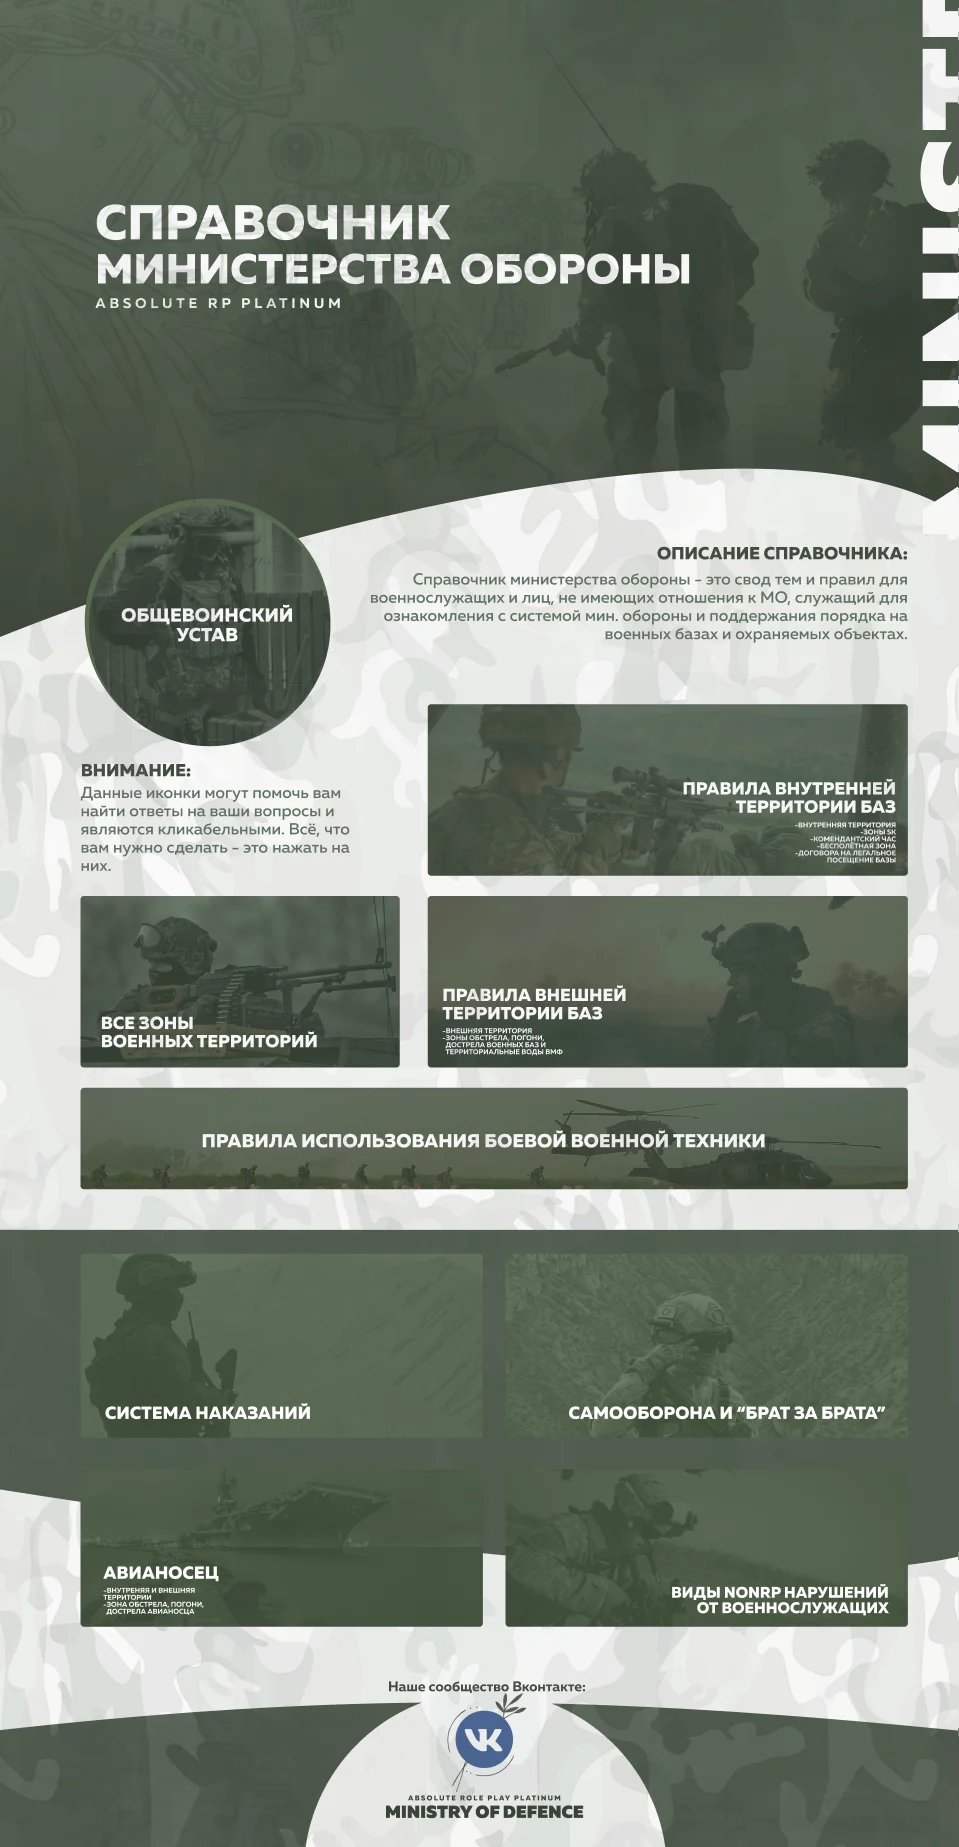 СПРАВОЧНИК
МИНИСТЕРСТВА ОБОРОНЫ
ABSOLUTE RP PLATINUM
MINISTR
ОПИСАНИЕ СПРАВОЧНИКА:
Справочник министерства обороны - это свод тем и правил для
военнослужащих и лиц, не имеющих отношения к МО, служащий для
ознакомления с системой мин. обороны и поддержания порядка на
военных базах и охраняемых объектах.
ОБЩЕВОИНСКИЙ
УСТАВ
ВНИМАНИЕ:
Данные иконки могут помочь вам
найти ответы на ваши вопросы и
являются кликабельными. Всё, что
вам нужно сделать - это нажать на
них.
ПРАВИЛА ВНУТРЕННЕЙ
ТЕРРИТОРИИ БАЗ
-ВНУТРЕННЯЯ ТЕРРИТОРИЯ
-ЗОНЫ SK
-КОМЕНДАНТСКИЙ ЧАС
-БЕСПОЛЁТНАЯ ЗОНА
-ДОГОВОРА НА ЛЕГАЛЬНОЕ
ПОСЕЩЕНИЕ БАЗЫ
ВСЕ ЗОНЫ
ВОЕННЫХ ТЕРРИТОРИЙ
ПРАВИЛА ВНЕШНЕЙ
ТЕРРИТОРИИ БАЗ
-ВНЕШНЯЯ ТЕРРИТОРИЯ
-ЗОНЫ ОБСТРЕЛА, ПОГОНИ,
ДОСТРЕЛА ВОЕННЫХ БАЗ И
ТЕРРИТОРИАЛЬНЫЕ ВОДЫ ВМФ
ПРАВИЛА ИСПОЛЬЗОВАНИЯ БОЕВОЙ ВОЕННОЙ ТЕХНИКИ
СИСТЕМА НАКАЗАНИЙ
САМООБОРОНА И “БРАТ ЗА БРАТА”
АВИАНОСЕЦ
-ВНУТРЕНЯЯ И ВНЕШНЯЯ
ТЕРРИТОРИИ
-ЗОНА ОБСТРЕЛА, ПОГОНИ,
ДОСТРЕЛА АВИАНОСЦА
ВИДЫ NONRP НАРУШЕНИЙ
ОТ ВОЕННОСЛУЖАЩИХ
Наше сообщество Вконтакте:
VK
ABSOLUTE ROLE PLAY PLATINUM
MINISTRY OF DEFENCE